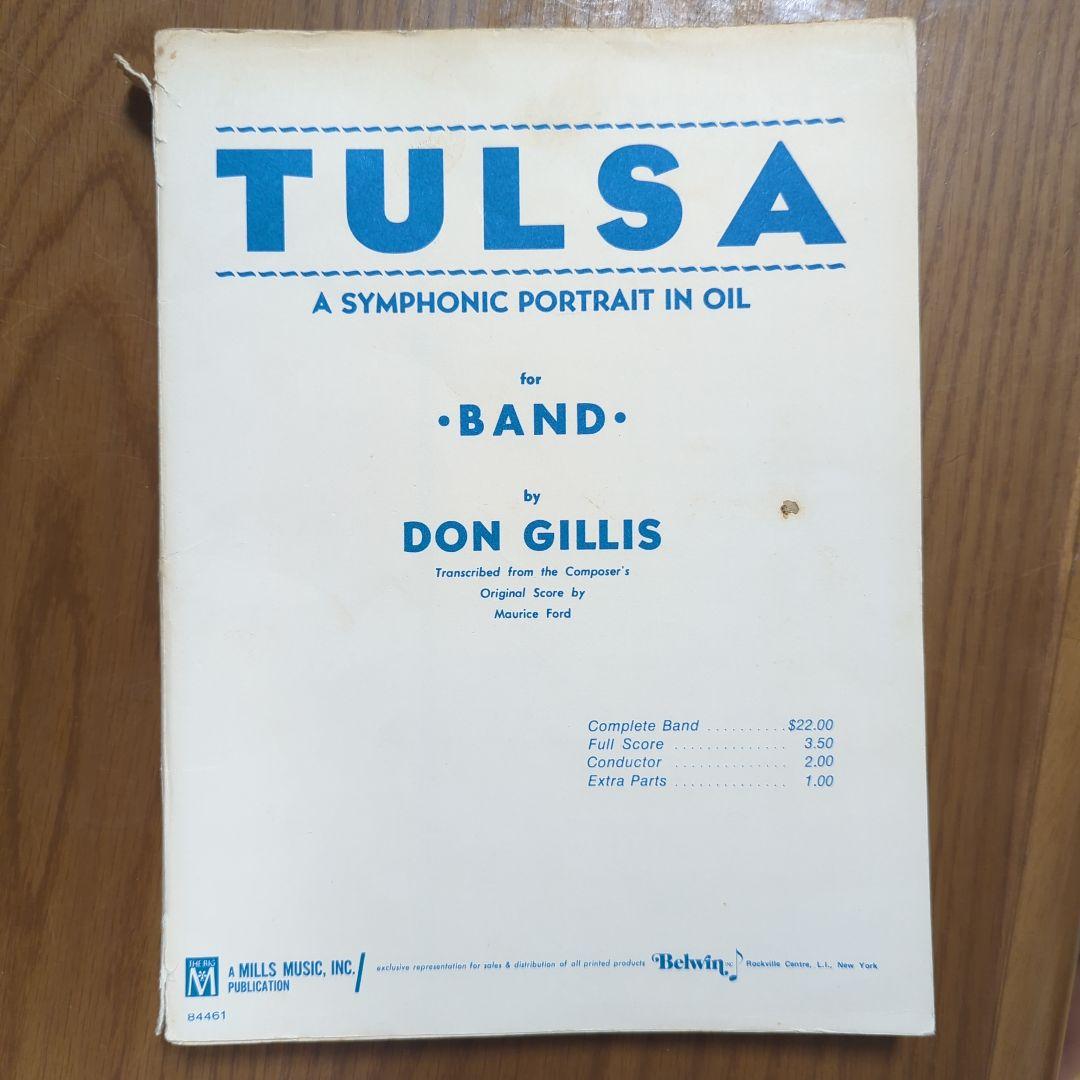 TULSA
A SYMPHONIC PORTRAIT IN OIL
for
•BAND•
by
DON GILLIS
Transcribed from the Composer's
Original Score by
Maurice Ford
Complete Band ..........$22.00
Full Score .............. 3.50
Conductor .............. 2.00
Extra Parts .............. 1.00
THE BIG
M
A MILLS MUSIC, INC.
PUBLICATION
exclusive representation for sales & distribution of all printed products Belwin INC Rockville Centre, L.I., New York
84461